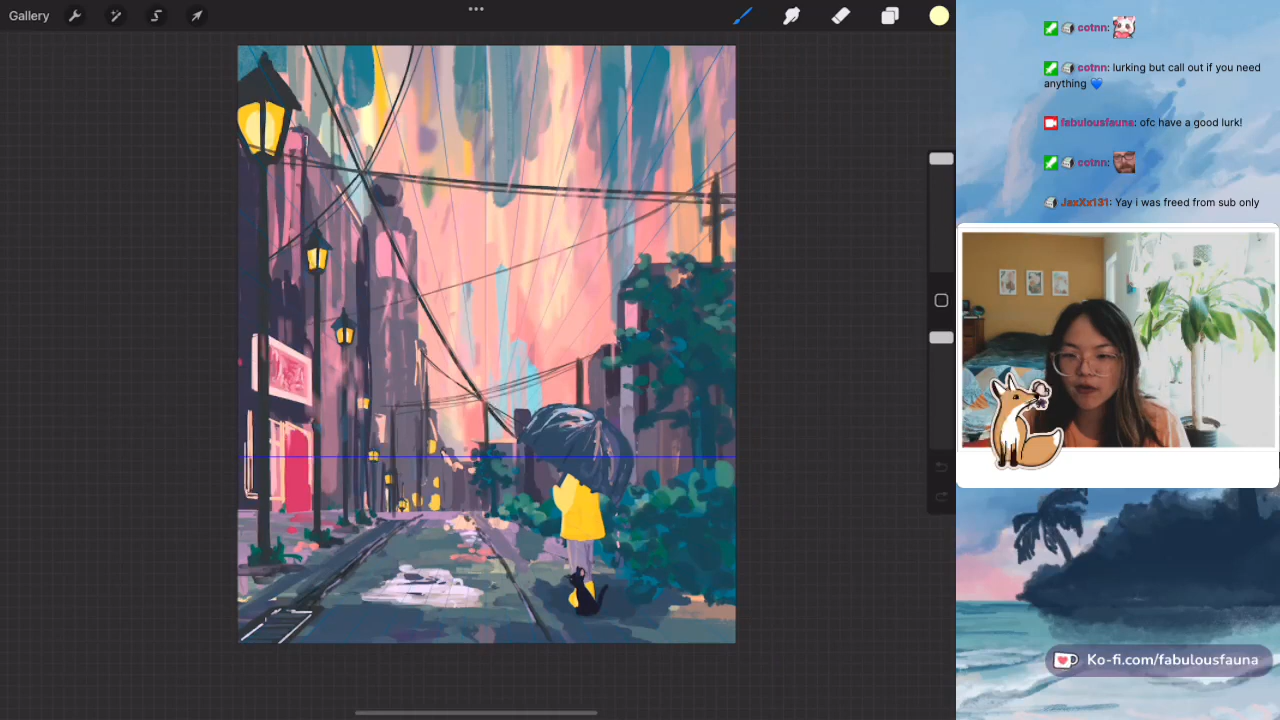 Gallery
cotnn:
cotnn: lurking but call out if you need
anything 💙
fabulousfauna: ofc have a good lurk!
cotnn:
JaxXx131: Yay i was freed from sub only
Ko-fi.com/fabulousfauna